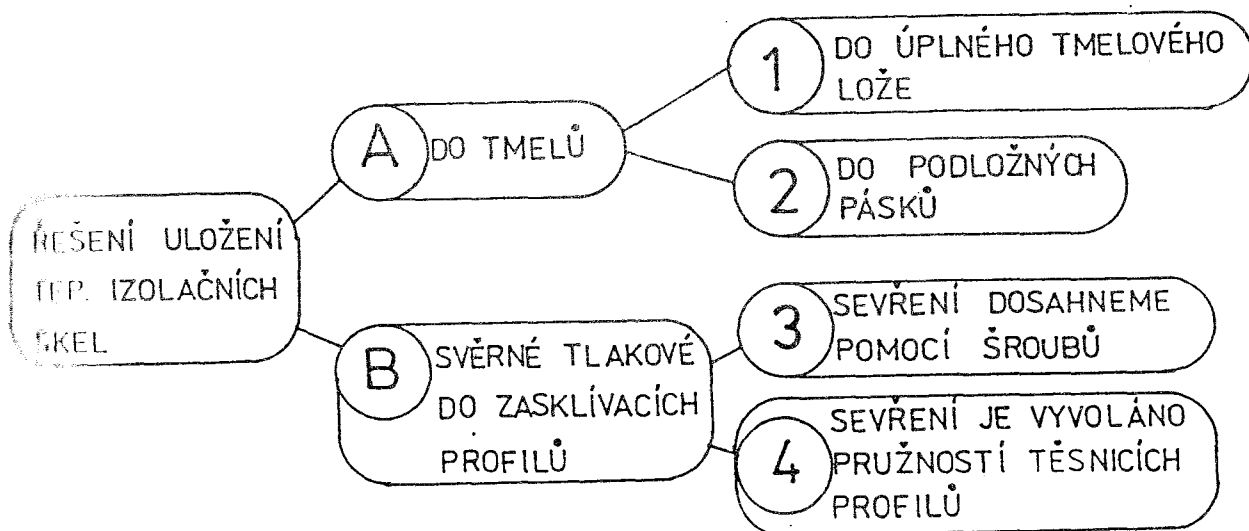 ŘEŠENÍ ULOŽENÍ
TEP. IZOLAČNÍCH
SKEL
A
DO TMELŮ
1
DO ÚPLNÉHO TMELOVÉHO
LOŽE
2
DO PODLOŽNÝCH
PÁSKŮ
B
SVĚRNÉ TLAKOVÉ
DO ZASKLÍVACÍCH
PROFILŮ
3
SEVŘENÍ DOSAHNEME
POMOCÍ ŠROUBŮ
4
SEVŘENÍ JE VYVOLÁNO
PRUŽNOSTÍ TĚSNICÍCH
PROFILŮ